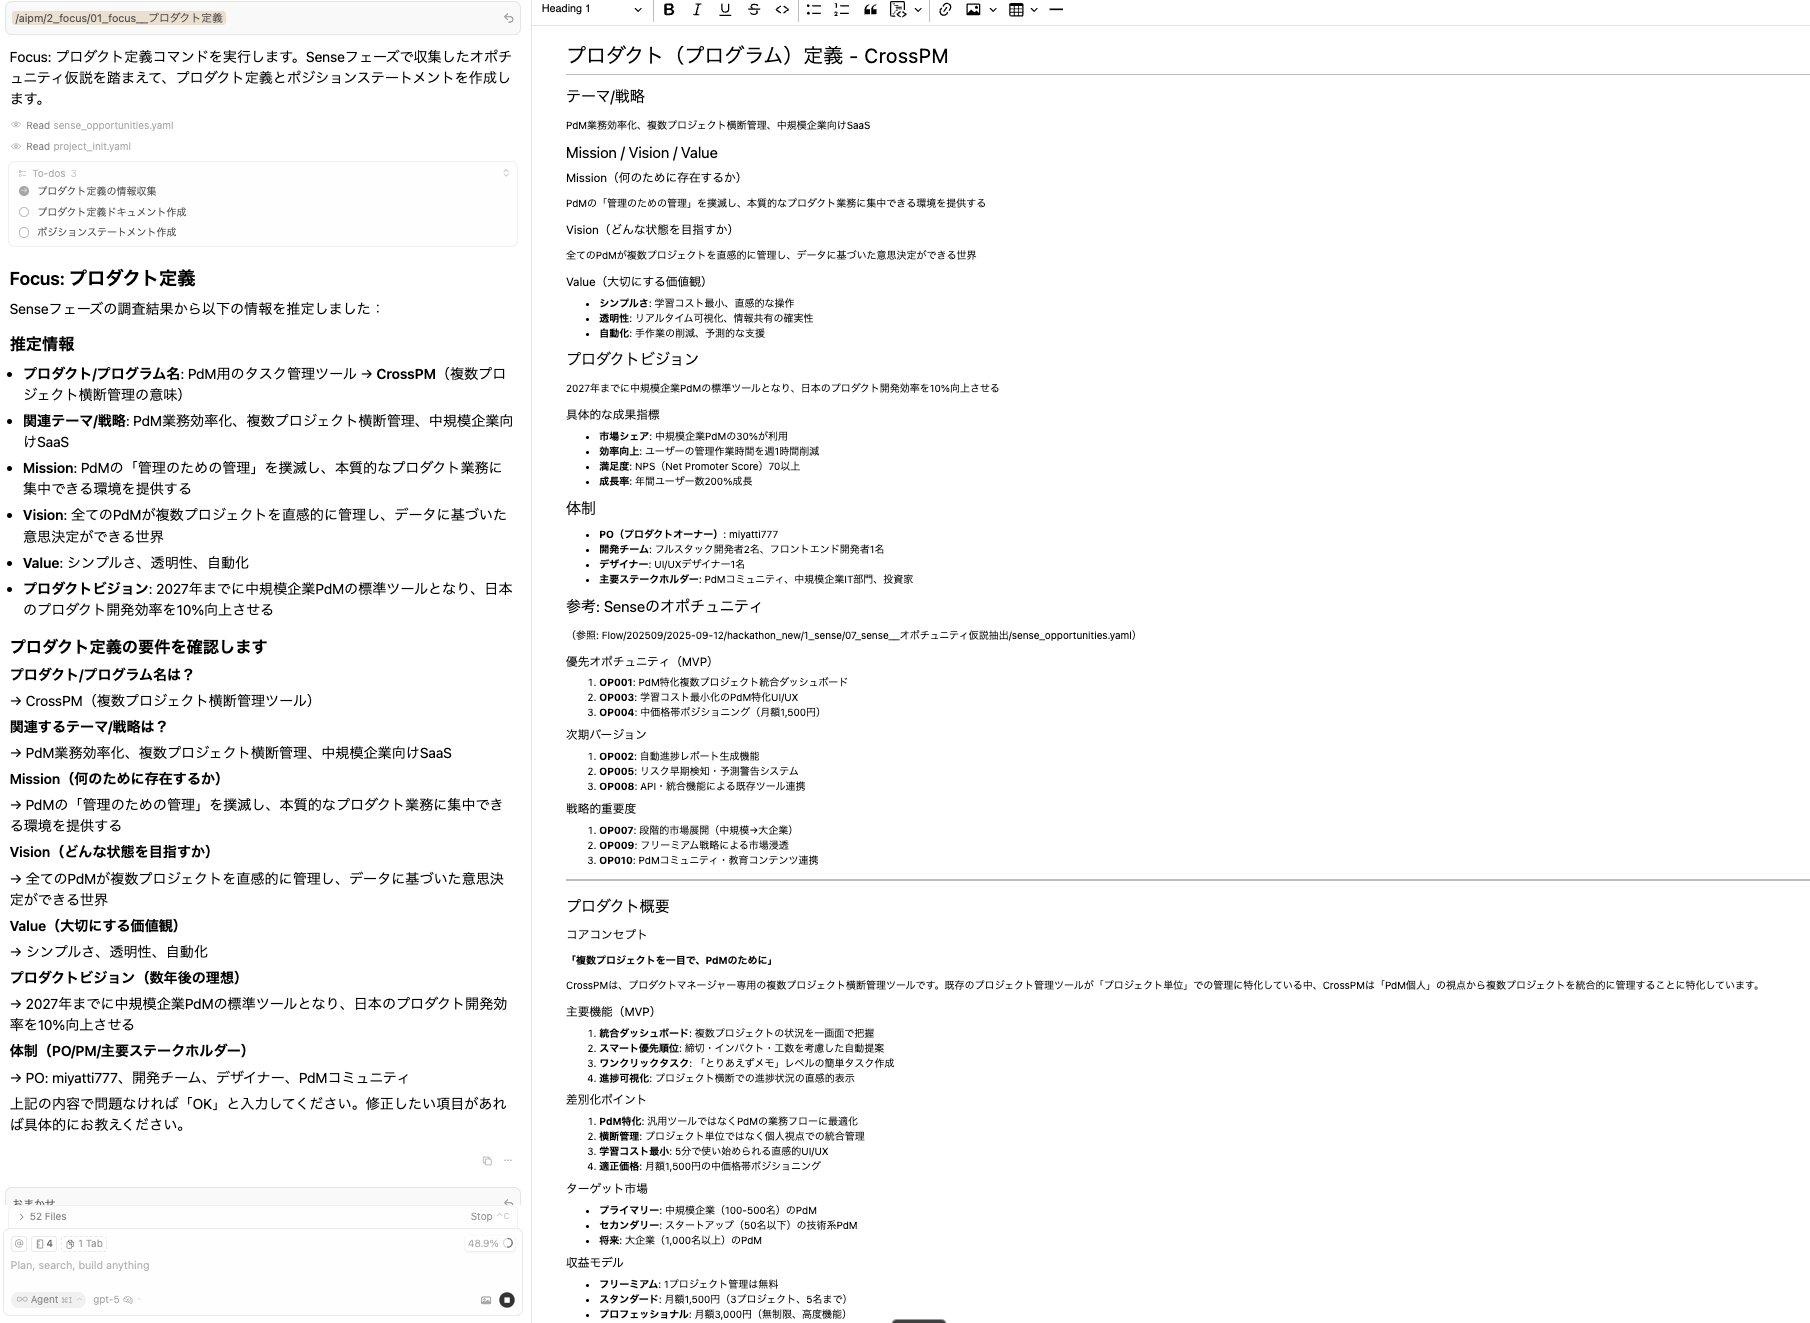 /aipm/2_focus/01_focus__プロダクト定義
Focus: プロダクト定義コマンドを実行します。Senseフェーズで収集したオポチ
ュニティ仮説を踏まえて、プロダクト定義とポジションステートメントを作成し
ます。
Read sense_opportunities.yaml
Read project_init.yaml
To-dos 3
プロダクト定義の情報収集
プロダクト定義ドキュメント作成
ポジションステートメント作成
Focus: プロダクト定義
Senseフェーズの調査結果から以下の情報を推定しました：
推定情報
• プロダクト/プログラム名: PdM用のタスク管理ツール → CrossPM（複数プロ
ジェクト横断管理の意味）
• 関連テーマ/戦略: PdM業務効率化、複数プロジェクト横断管理、中規模企業向
けSaaS
• Mission: PdMの「管理のための管理」を撲滅し、本質的なプロダクト業務に
集中できる環境を提供する
• Vision: 全てのPdMが複数プロジェクトを直感的に管理し、データに基づいた
意思決定ができる世界
• Value: シンプルさ、透明性、自動化
• プロダクトビジョン: 2027年までに中規模企業PdMの標準ツールとなり、日本
のプロダクト開発効率を10%向上させる
プロダクト定義の要件を確認します
プロダクト/プログラム名は？
→ CrossPM（複数プロジェクト横断管理ツール）
関連するテーマ/戦略は？
→ PdM業務効率化、複数プロジェクト横断管理、中規模企業向けSaaS
Mission（何のために存在するか）
→ PdMの「管理のための管理」を撲滅し、本質的なプロダクト業務に集中でき
る環境を提供する
Vision（どんな状態を目指すか）
→ 全てのPdMが複数プロジェクトを直感的に管理し、データに基づいた意思決
定ができる世界
Value（大切にする価値観）
→ シンプルさ、透明性、自動化
プロダクトビジョン（数年後の理想）
→ 2027年までに中規模企業PdMの標準ツールとなり、日本のプロダクト開発効
率を10%向上させる
体制（PO/PM/主要ステークホルダー）
→ PO: miyatti777、開発チーム、デザイナー、PdMコミュニティ
上記の内容で問題なければ「OK」と入力してください。修正したい項目があれ
ば具体的にお教えください。
おまかせ
52 Files
Stop ^C
@ 4 1 Tab
48.9%
Plan, search, build anything
Agent ⌘I gpt-5
Heading 1
B I U S <>
プロダクト（プログラム）定義 - CrossPM
テーマ/戦略
PdM業務効率化、複数プロジェクト横断管理、中規模企業向けSaaS
Mission / Vision / Value
Mission（何のために存在するか）
PdMの「管理のための管理」を撲滅し、本質的なプロダクト業務に集中できる環境を提供する
Vision（どんな状態を目指すか）
全てのPdMが複数プロジェクトを直感的に管理し、データに基づいた意思決定ができる世界
Value（大切にする価値観）
• シンプルさ: 学習コスト最小、直感的な操作
• 透明性: リアルタイム可視化、情報共有の確実性
• 自動化: 手作業の削減、予測的な支援
プロダクトビジョン
2027年までに中規模企業PdMの標準ツールとなり、日本のプロダクト開発効率を10%向上させる
具体的な成果指標
• 市場シェア: 中規模企業PdMの30%が利用
• 効率向上: ユーザーの管理作業時間を週1時間削減
• 満足度: NPS（Net Promoter Score）70以上
• 成長率: 年間ユーザー数200%成長
体制
• PO（プロダクトオーナー）: miyatti777
• 開発チーム: フルスタック開発者2名、フロントエンド開発者1名
• デザイナー: UI/UXデザイナー1名
• 主要ステークホルダー: PdMコミュニティ、中規模企業IT部門、投資家
参考: Senseのオポチュニティ
（参照: Flow/202509/2025-09-12/hackathon_new/1_sense/07_sense__オポチュニティ仮説抽出/sense_opportunities.yaml）
優先オポチュニティ（MVP）
1. OP001: PdM特化複数プロジェクト統合ダッシュボード
2. OP003: 学習コスト最小化のPdM特化UI/UX
3. OP004: 中価格帯ポジショニング（月額1,500円）
次期バージョン
1. OP002: 自動進捗レポート生成機能
2. OP005: リスク早期検知・予測警告システム
3. OP008: API・統合機能による既存ツール連携
戦略的重要度
1. OP007: 段階的市場展開（中規模→大企業）
2. OP009: フリーミアム戦略による市場浸透
3. OP010: PdMコミュニティ・教育コンテンツ連携
プロダクト概要
コアコンセプト
「複数プロジェクトを一目で、PdMのために」
CrossPMは、プロダクトマネージャー専用の複数プロジェクト横断管理ツールです。既存のプロジェクト管理ツールが「プロジェクト単位」での管理に特化している中、CrossPMは「PdM個人」の視点から複数プロジェクトを統合的に管理することに特化しています。
主要機能（MVP）
1. 統合ダッシュボード: 複数プロジェクトの状況を一画面で把握
2. スマート優先順位: 締切・インパクト・工数を考慮した自動提案
3. ワンクリックタスク: 「とりあえずメモ」レベルの簡単タスク作成
4. 進捗可視化: プロジェクト横断での進捗状況の直感的表示
差別化ポイント
1. PdM特化: 汎用ツールではなくPdMの業務フローに最適化
2. 横断管理: プロジェクト単位ではなく個人視点での統合管理
3. 学習コスト最小: 5分で使い始められる直感的UI/UX
4. 適正価格: 月額1,500円の中価格帯ポジショニング
ターゲット市場
• プライマリー: 中規模企業（100-500名）のPdM
• セカンダリー: スタートアップ（50名以下）の技術系PdM
• 将来: 大企業（1,000名以上）のPdM
収益モデル
• フリーミアム: 1プロジェクト管理は無料
• スタンダード: 月額1,500円（3プロジェクト、5名まで）
• プロフェッショナル: 月額3,000円（無制限、高度機能）